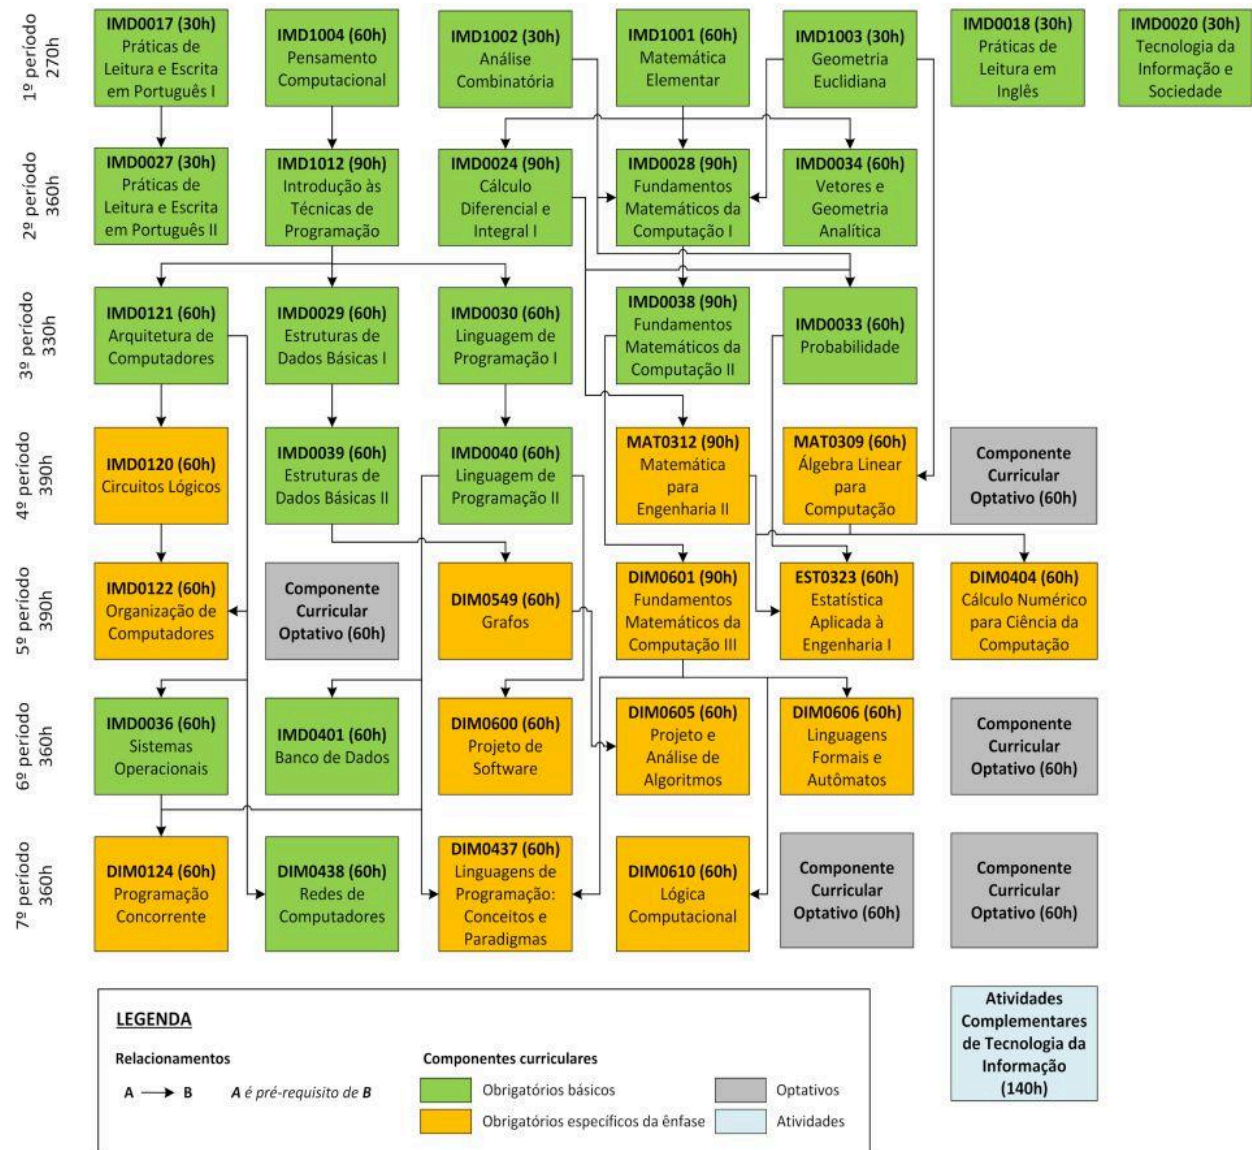 1º período
270h
IMD0017 (30h)
Práticas de
Leitura e Escrita
em Português I
IMD1004 (60h)
Pensamento
Computacional
IMD1002 (30h)
Análise
Combinatória
IMD1001 (60h)
Matemática
Elementar
IMD1003 (30h)
Geometria
Euclidiana
IMD0018 (30h)
Práticas de
Leitura em
Inglês
IMD0020 (30h)
Tecnologia da
Informação e
Sociedade
2º período
360h
IMD0027 (30h)
Práticas de
Leitura e Escrita
em Português II
IMD1012 (90h)
Introdução às
Técnicas de
Programação
IMD0024 (90h)
Cálculo
Diferencial e
Integral I
IMD0028 (90h)
Fundamentos
Matemáticos da
Computação I
IMD0034 (60h)
Vetores e
Geometria
Analítica
3º período
330h
IMD0121 (60h)
Arquitetura de
Computadores
IMD0029 (60h)
Estruturas de
Dados Básicas I
IMD0030 (60h)
Linguagem de
Programação I
IMD0038 (90h)
Fundamentos
Matemáticos da
Computação II
IMD0033 (60h)
Probabilidade
4º período
390h
IMD0120 (60h)
Circuitos Lógicos
IMD0039 (60h)
Estruturas de
Dados Básicas II
IMD0040 (60h)
Linguagem de
Programação II
MAT0312 (90h)
Matemática
para
Engenharia II
MAT0309 (60h)
Álgebra Linear
para
Computação
Componente
Curricular
Optativo (60h)
5º período
390h
IMD0122 (60h)
Organização de
Computadores
Componente
Curricular
Optativo (60h)
DIM0549 (60h)
Grafos
DIM0601 (90h)
Fundamentos
Matemáticos da
Computação III
EST0323 (60h)
Estatística
Aplicada à
Engenharia I
DIM0404 (60h)
Cálculo Numérico
para Ciência da
Computação
6º período
360h
IMD0036 (60h)
Sistemas
Operacionais
IMD0401 (60h)
Banco de Dados
DIM0600 (60h)
Projeto de
Software
DIM0605 (60h)
Projeto e
Análise de
Algoritmos
DIM0606 (60h)
Linguagens
Formais e
Autômatos
Componente
Curricular
Optativo (60h)
7º período
360h
DIM0124 (60h)
Programação
Concorrente
DIM0438 (60h)
Redes de
Computadores
DIM0437 (60h)
Linguagens de
Programação:
Conceitos e
Paradigmas
DIM0610 (60h)
Lógica
Computacional
Componente
Curricular
Optativo (60h)
Componente
Curricular
Optativo (60h)
LEGENDA
Relacionamentos
A B A é pré-requisito de B
Componentes curriculares
Obrigatórios básicos
Optativos
Obrigatórios específicos da ênfase
Atividades
Atividades
Complementares
de Tecnologia da
Informação
(140h)